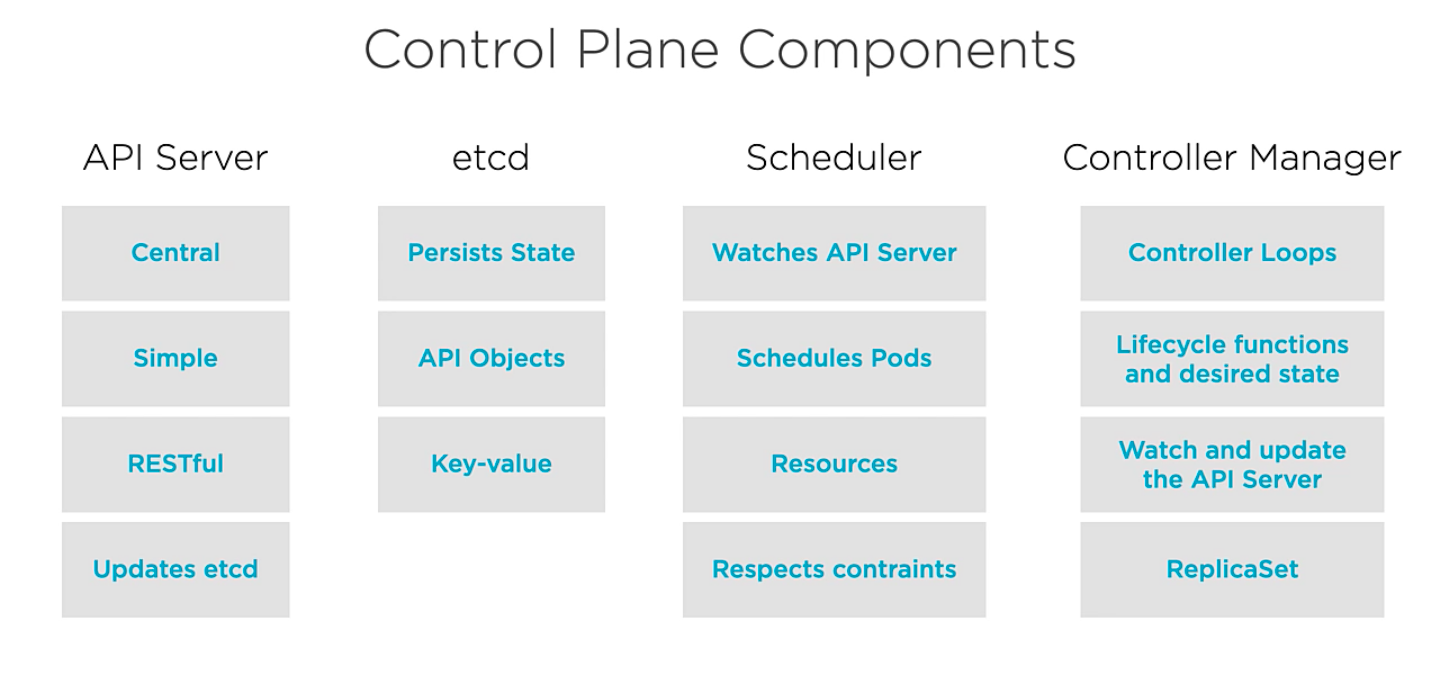 Control Plane Components
API Server
Central
Simple
RESTful
Updates etcd
etcd
Persists State
API Objects
Key-value
Scheduler
Watches API Server
Schedules Pods
Resources
Respects contraints
Controller Manager
Controller Loops
Lifecycle functions
and desired state
Watch and update
the API Server
ReplicaSet